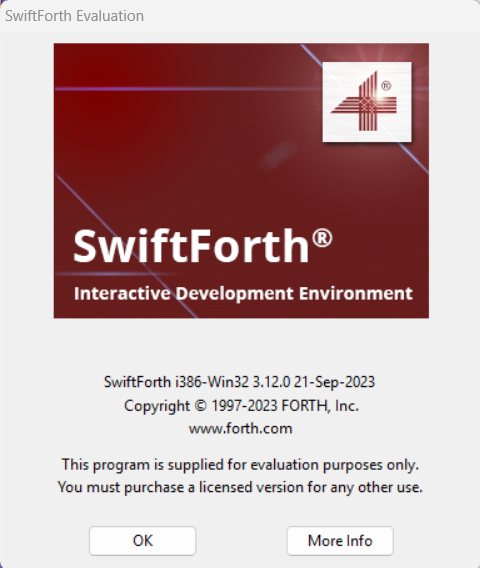 SwiftForth Evaluation
®
SwiftForth®
Interactive Development Environment
SwiftForth i386-Win32 3.12.0 21-Sep-2023
Copyright © 1997-2023 FORTH, Inc.
www.forth.com
This program is supplied for evaluation purposes only.
You must purchase a licensed version for any other use.
OK
More Info